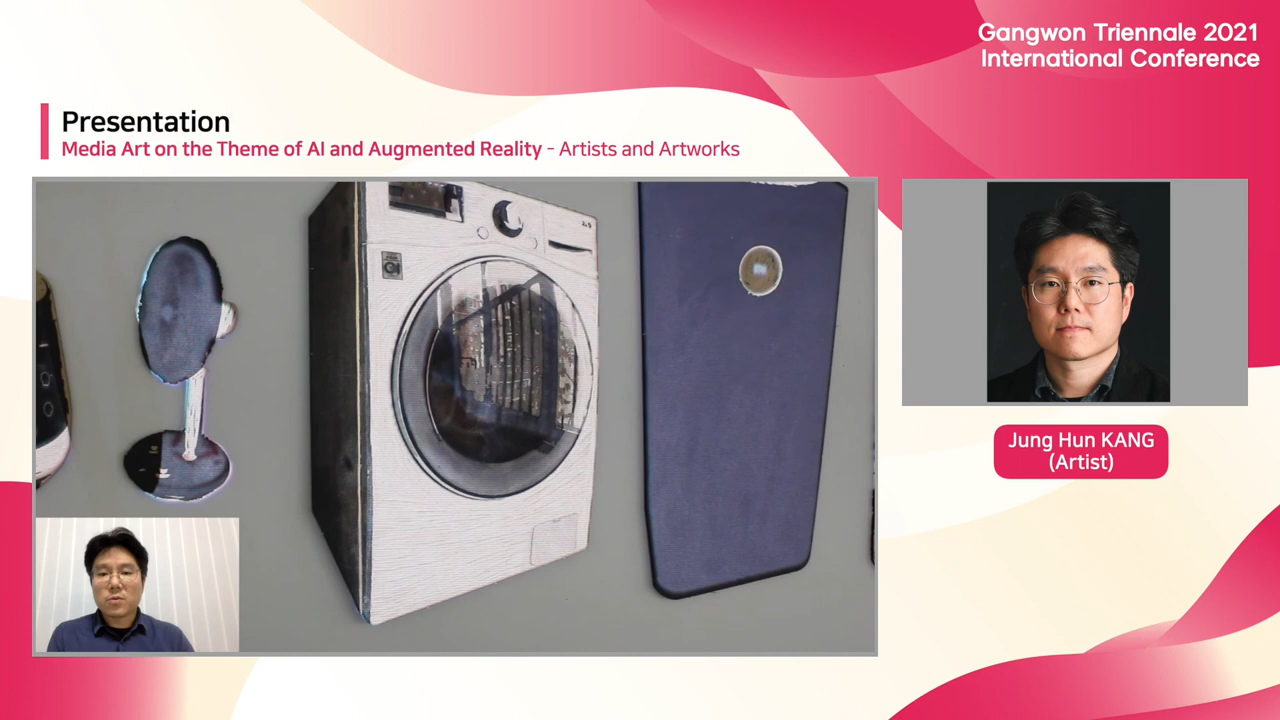 Gangwon Triennale 2021
International Conference
Presentation
Media Art on the Theme of AI and Augmented Reality - Artists and Artworks
Jung Hun KANG
(Artist)